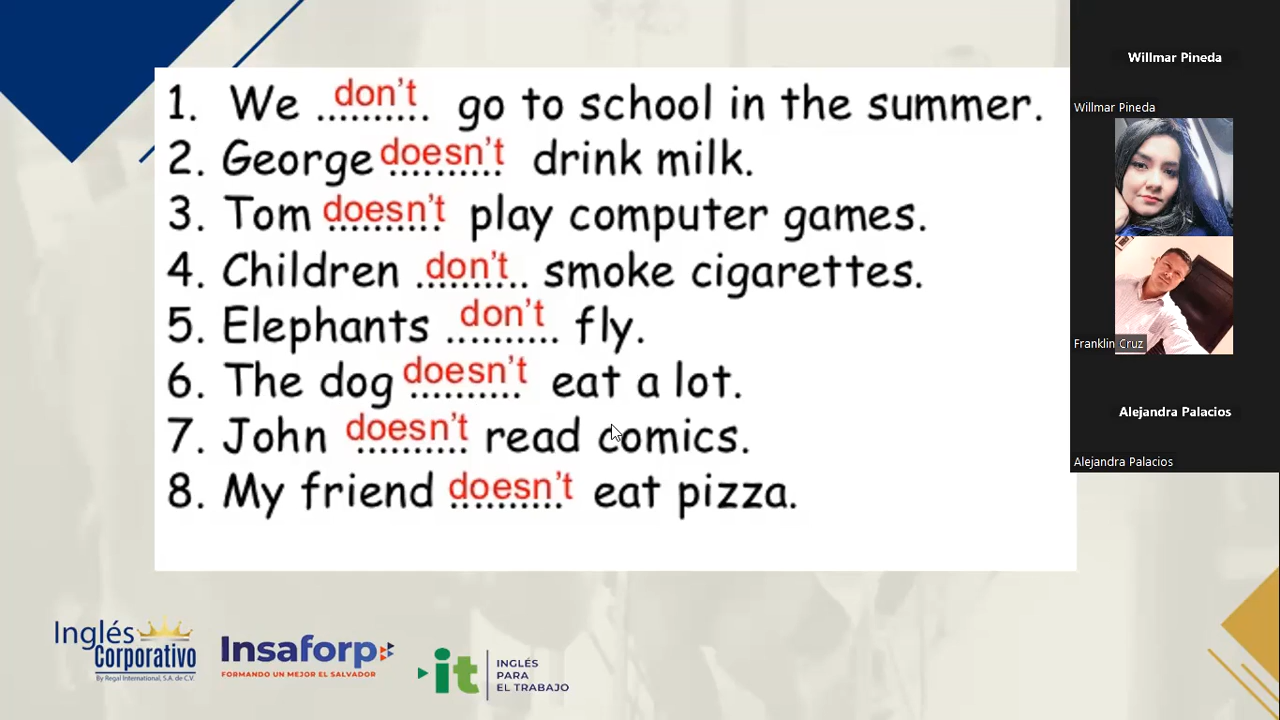 1. We don't .......... go to school in the summer.
2. George doesn't .......... drink milk.
3. Tom doesn't .......... play computer games.
4. Children don't .......... smoke cigarettes.
5. Elephants don't .......... fly.
6. The dog doesn't .......... eat a lot.
7. John doesn't .......... read comics.
8. My friend doesn't .......... eat pizza.
Inglés
Corporativo
By Regal International, S.A. de C.V.
Insaforp
FORMANDO UN MEJOR EL SALVADOR
it
INGLÉS
PARA
EL TRABAJO
Willmar Pineda
Willmar Pineda
Franklin Cruz
Alejandra Palacios
Alejandra Palacios